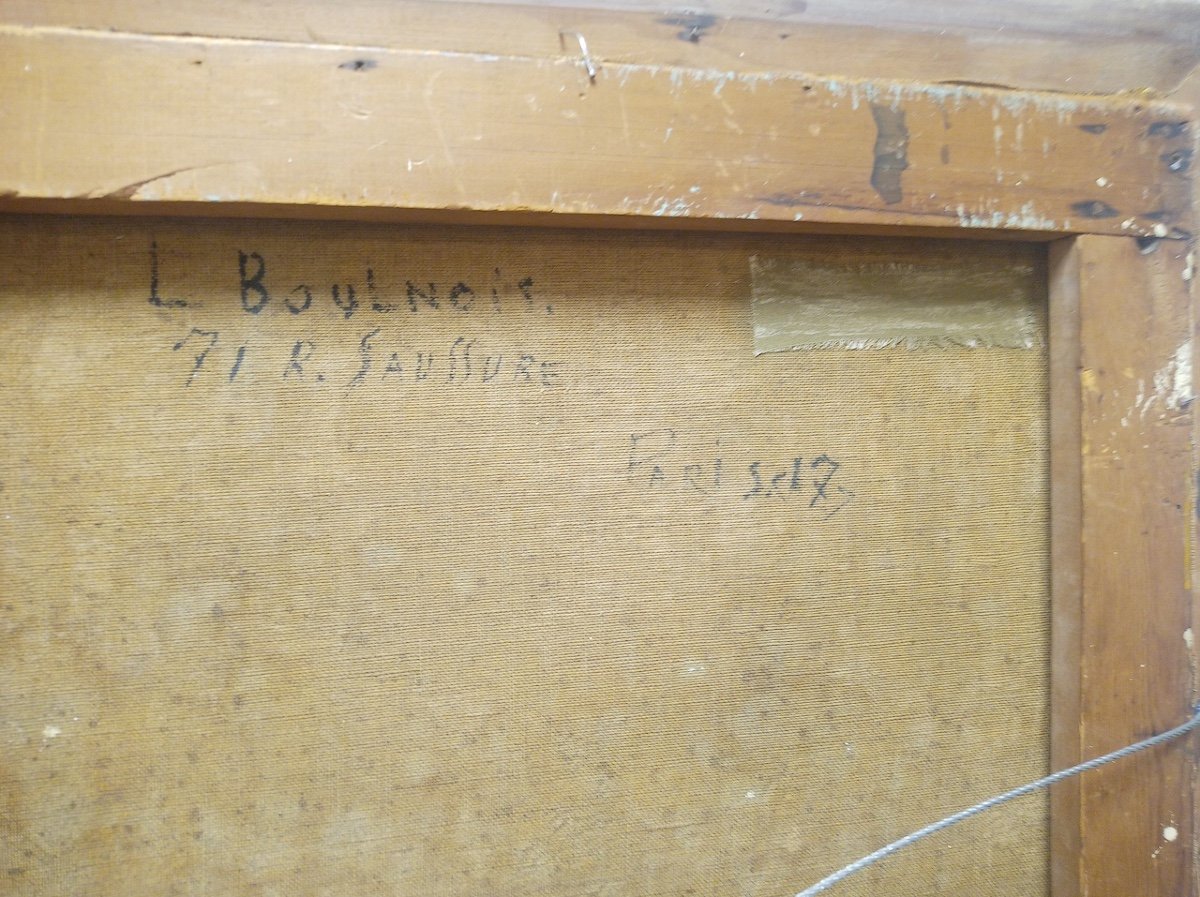 L BOULNOIS.
71 R. SAUSSURE
PARIS. 17